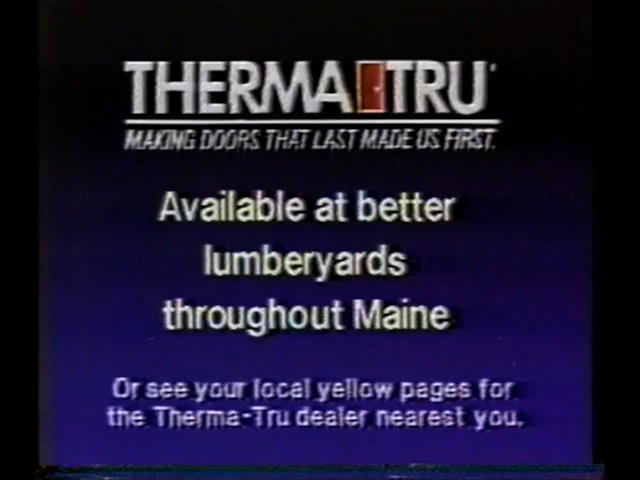 THERMA TRU
MAKING DOORS THAT LAST MADE US FIRST.
Available at better
lumberyards
throughout Maine
Or see your local yellow pages for
the Therma-Tru dealer nearest you.